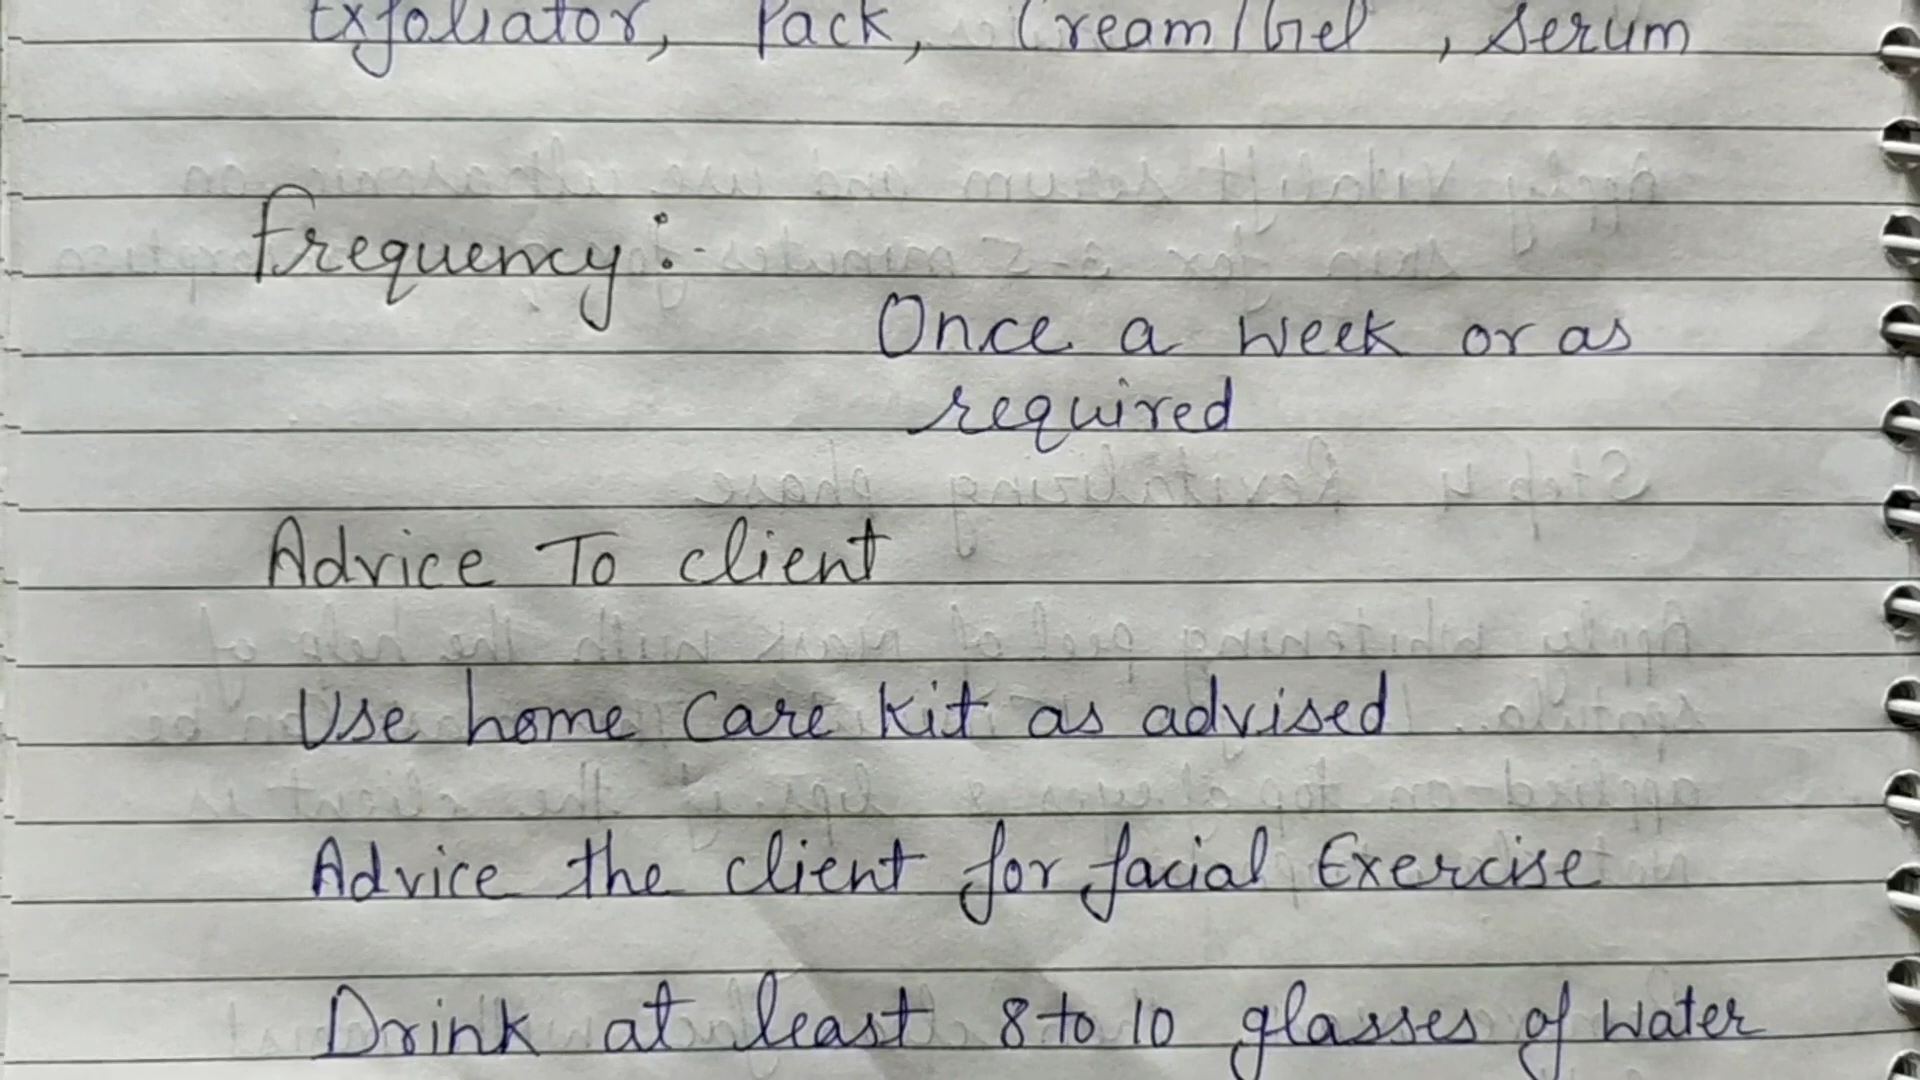 Exfoliator, Pack, Cream/Gel, Serum
Frequency:-
Once a week or as
required
Advice To client
Use home care kit as advised
Advice the client for facial Exercise
Drink at least 8 to 10 glasses of water